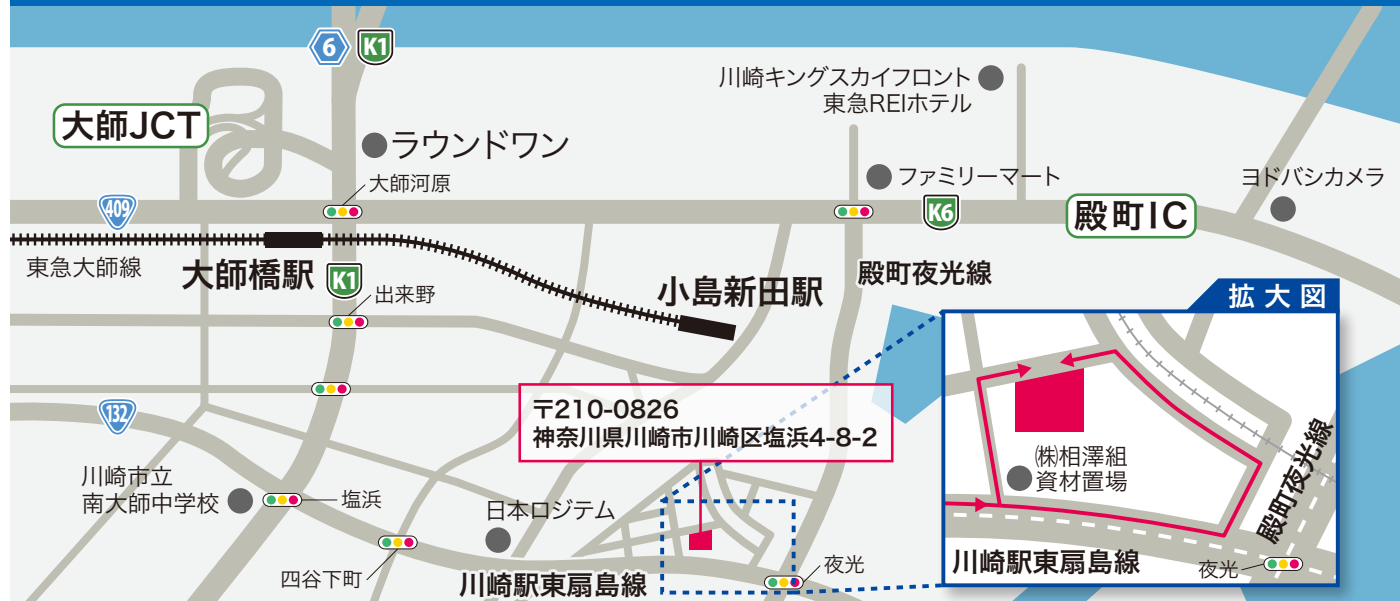 6
K1
川崎キングスカイフロント
東急REIホテル
大師JCT
ラウンドワン
大師河原
ファミリーマート
ヨドバシカメラ
409
K6
殿町IC
東急大師線
大師橋駅
K1
出来野
小島新田駅
殿町夜光線
拡大図
132
〒210-0826
神奈川県川崎市川崎区塩浜4-8-2
川崎市立
南大師中学校
塩浜
日本ロジテム
四谷下町
川崎駅東扇島線
夜光
㈱相澤組
資材置場
殿町夜光線
川崎駅東扇島線
夜光